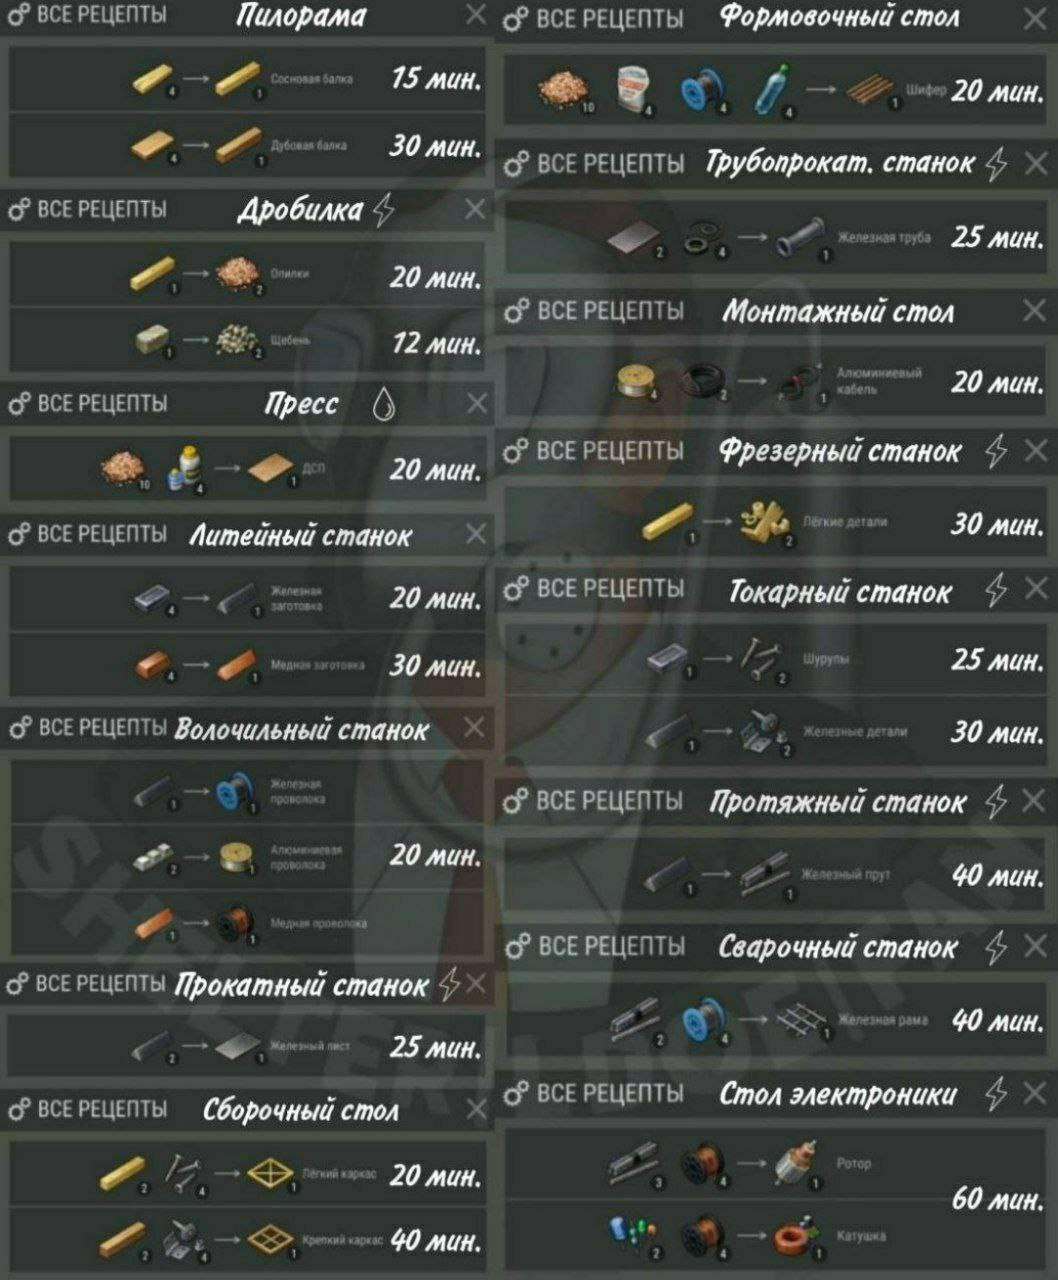 ВСЕ РЕЦЕПТЫ Пилорама
4 1 Сосновая балка 15 мин.
4 1 Дубовая балка 30 мин.
ВСЕ РЕЦЕПТЫ Дробилка
1 2 Опилки 20 мин.
1 2 Щебень 12 мин.
ВСЕ РЕЦЕПТЫ Пресс
10 4 1 ДСП 20 мин.
ВСЕ РЕЦЕПТЫ Литейный станок
4 1 Железная
заготовка 20 мин.
4 1 Медная заготовка 30 мин.
ВСЕ РЕЦЕПТЫ Волочильный станок
1 1 Железная
проволока
2 1 Алюминиевая
проволока 20 мин.
1 1 Медная проволока
ВСЕ РЕЦЕПТЫ Прокатный станок
2 1 Железный лист 25 мин.
ВСЕ РЕЦЕПТЫ Сборочный стол
2 4 1 Лёгкий каркас 20 мин.
2 4 1 Крепкий каркас 40 мин.
ВСЕ РЕЦЕПТЫ Формовочный стол
10 4 4 4 1 Шифер 20 мин.
ВСЕ РЕЦЕПТЫ Трубопрокат. станок
2 4 1 Железная труба 25 мин.
ВСЕ РЕЦЕПТЫ Монтажный стол
4 2 1 Алюминиевый
кабель 20 мин.
ВСЕ РЕЦЕПТЫ Фрезерный станок
1 2 Лёгкие детали 30 мин.
ВСЕ РЕЦЕПТЫ Токарный станок
1 2 Шурупы 25 мин.
1 2 Железные детали 30 мин.
ВСЕ РЕЦЕПТЫ Протяжный станок
1 1 Железный прут 40 мин.
ВСЕ РЕЦЕПТЫ Сварочный станок
2 4 1 Железная рама 40 мин.
ВСЕ РЕЦЕПТЫ Стол электроники
3 4 1 Ротор
60 мин.
2 4 1 Катушка